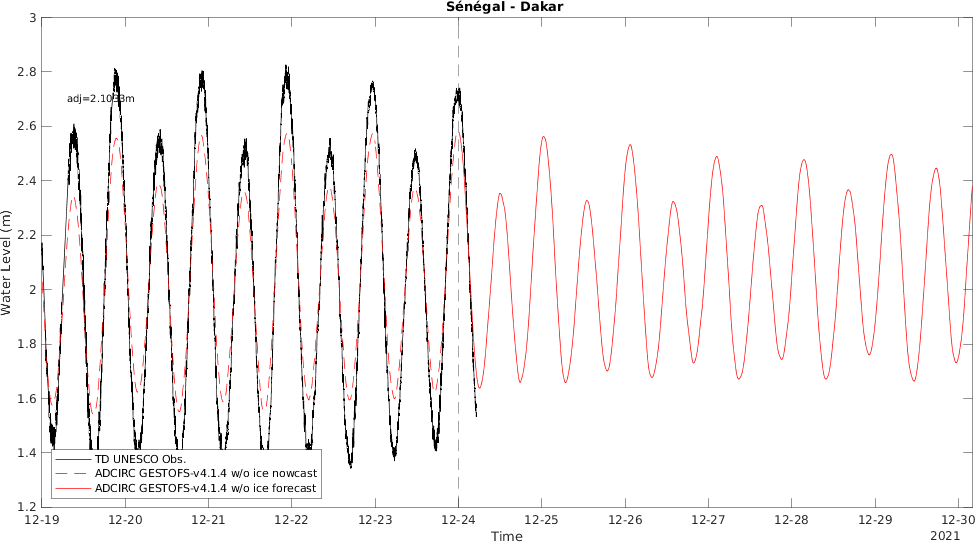 Sénégal - Dakar
3
2.8
adj=2.1033m
2.6
2.4
2.2
2
1.8
1.6
1.4
1.2
Water Level (m)
TD UNESCO Obs.
ADCIRC GESTOFS-v4.1.4 w/o ice nowcast
ADCIRC GESTOFS-v4.1.4 w/o ice forecast
12-19 12-20 12-21 12-22 12-23 12-24 12-25 12-26 12-27 12-28 12-29 12-30
Time
2021